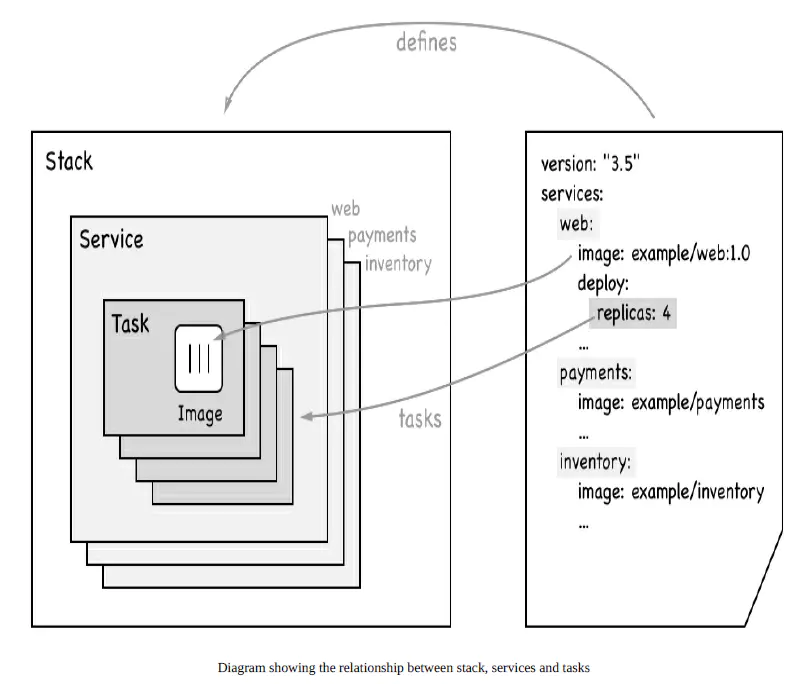 defines
Stack
web
payments
inventory
Service
Task
Image
tasks
version: "3.5"
services:
web:
image: example/web:1.0
deploy:
replicas: 4
...
payments:
image: example/payments
...
inventory:
image: example/inventory
...
Diagram showing the relationship between stack, services and tasks